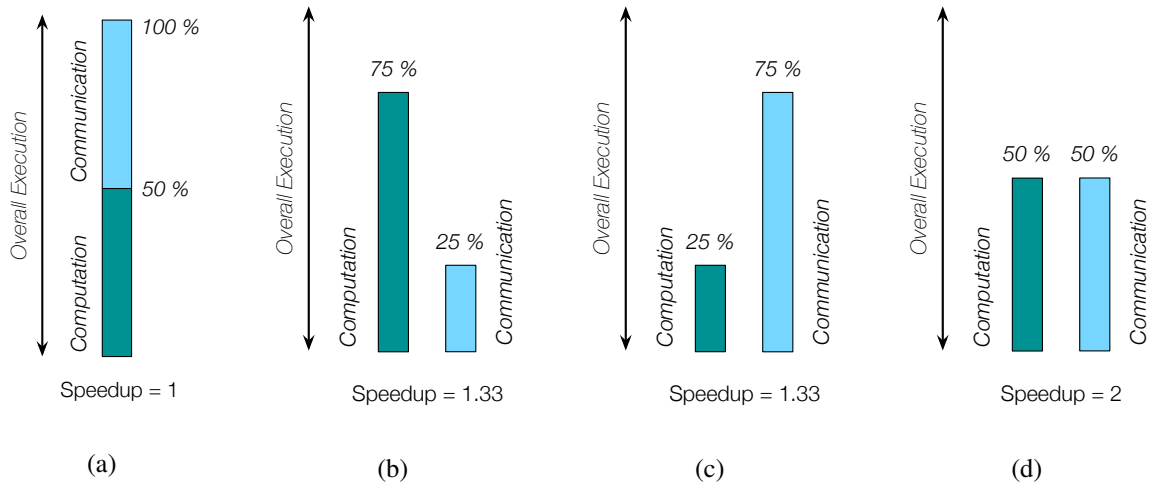 Overall Execution
Communication
Computation
100 %
50 %
Speedup = 1
(a)
Overall Execution
75 %
Computation
25 %
Communication
Speedup = 1.33
(b)
Overall Execution
75 %
Computation
25 %
Communication
Speedup = 1.33
(c)
Overall Execution
50 %
50 %
Computation
Communication
Speedup = 2
(d)